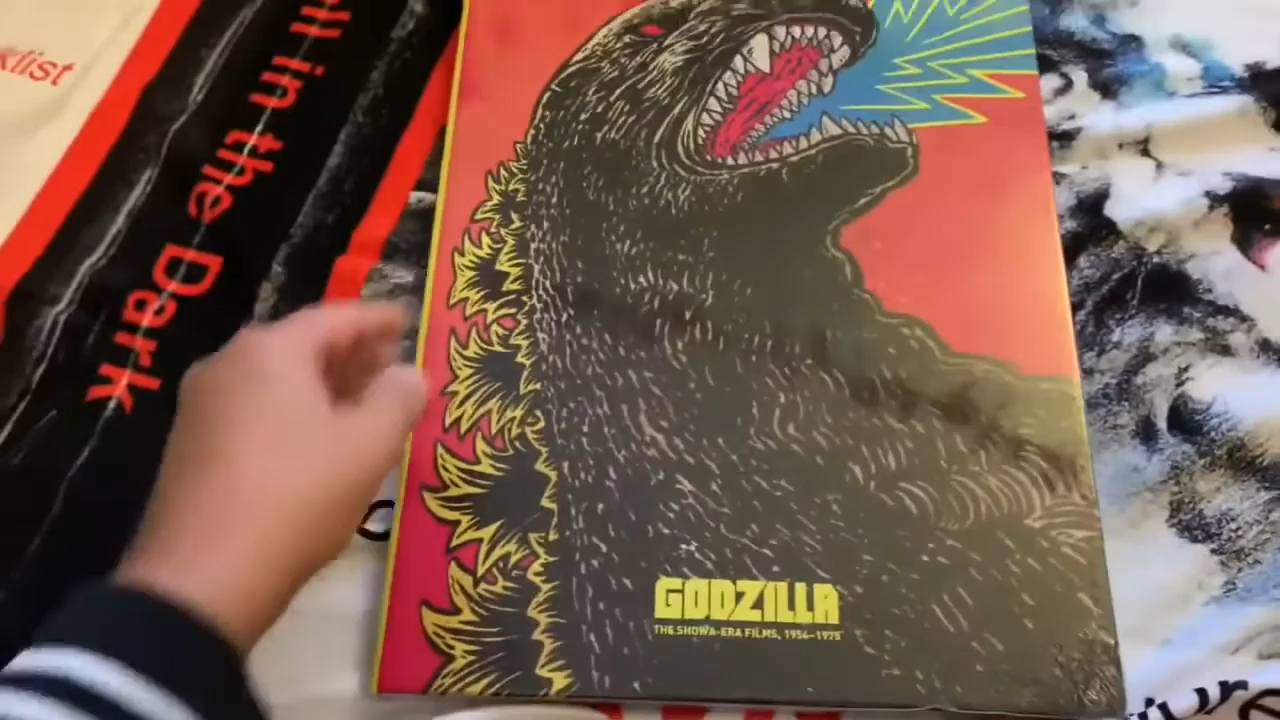 klist
ll in the Dark
GODZILLA
THE SHOWA-ERA FILMS, 1954–1975